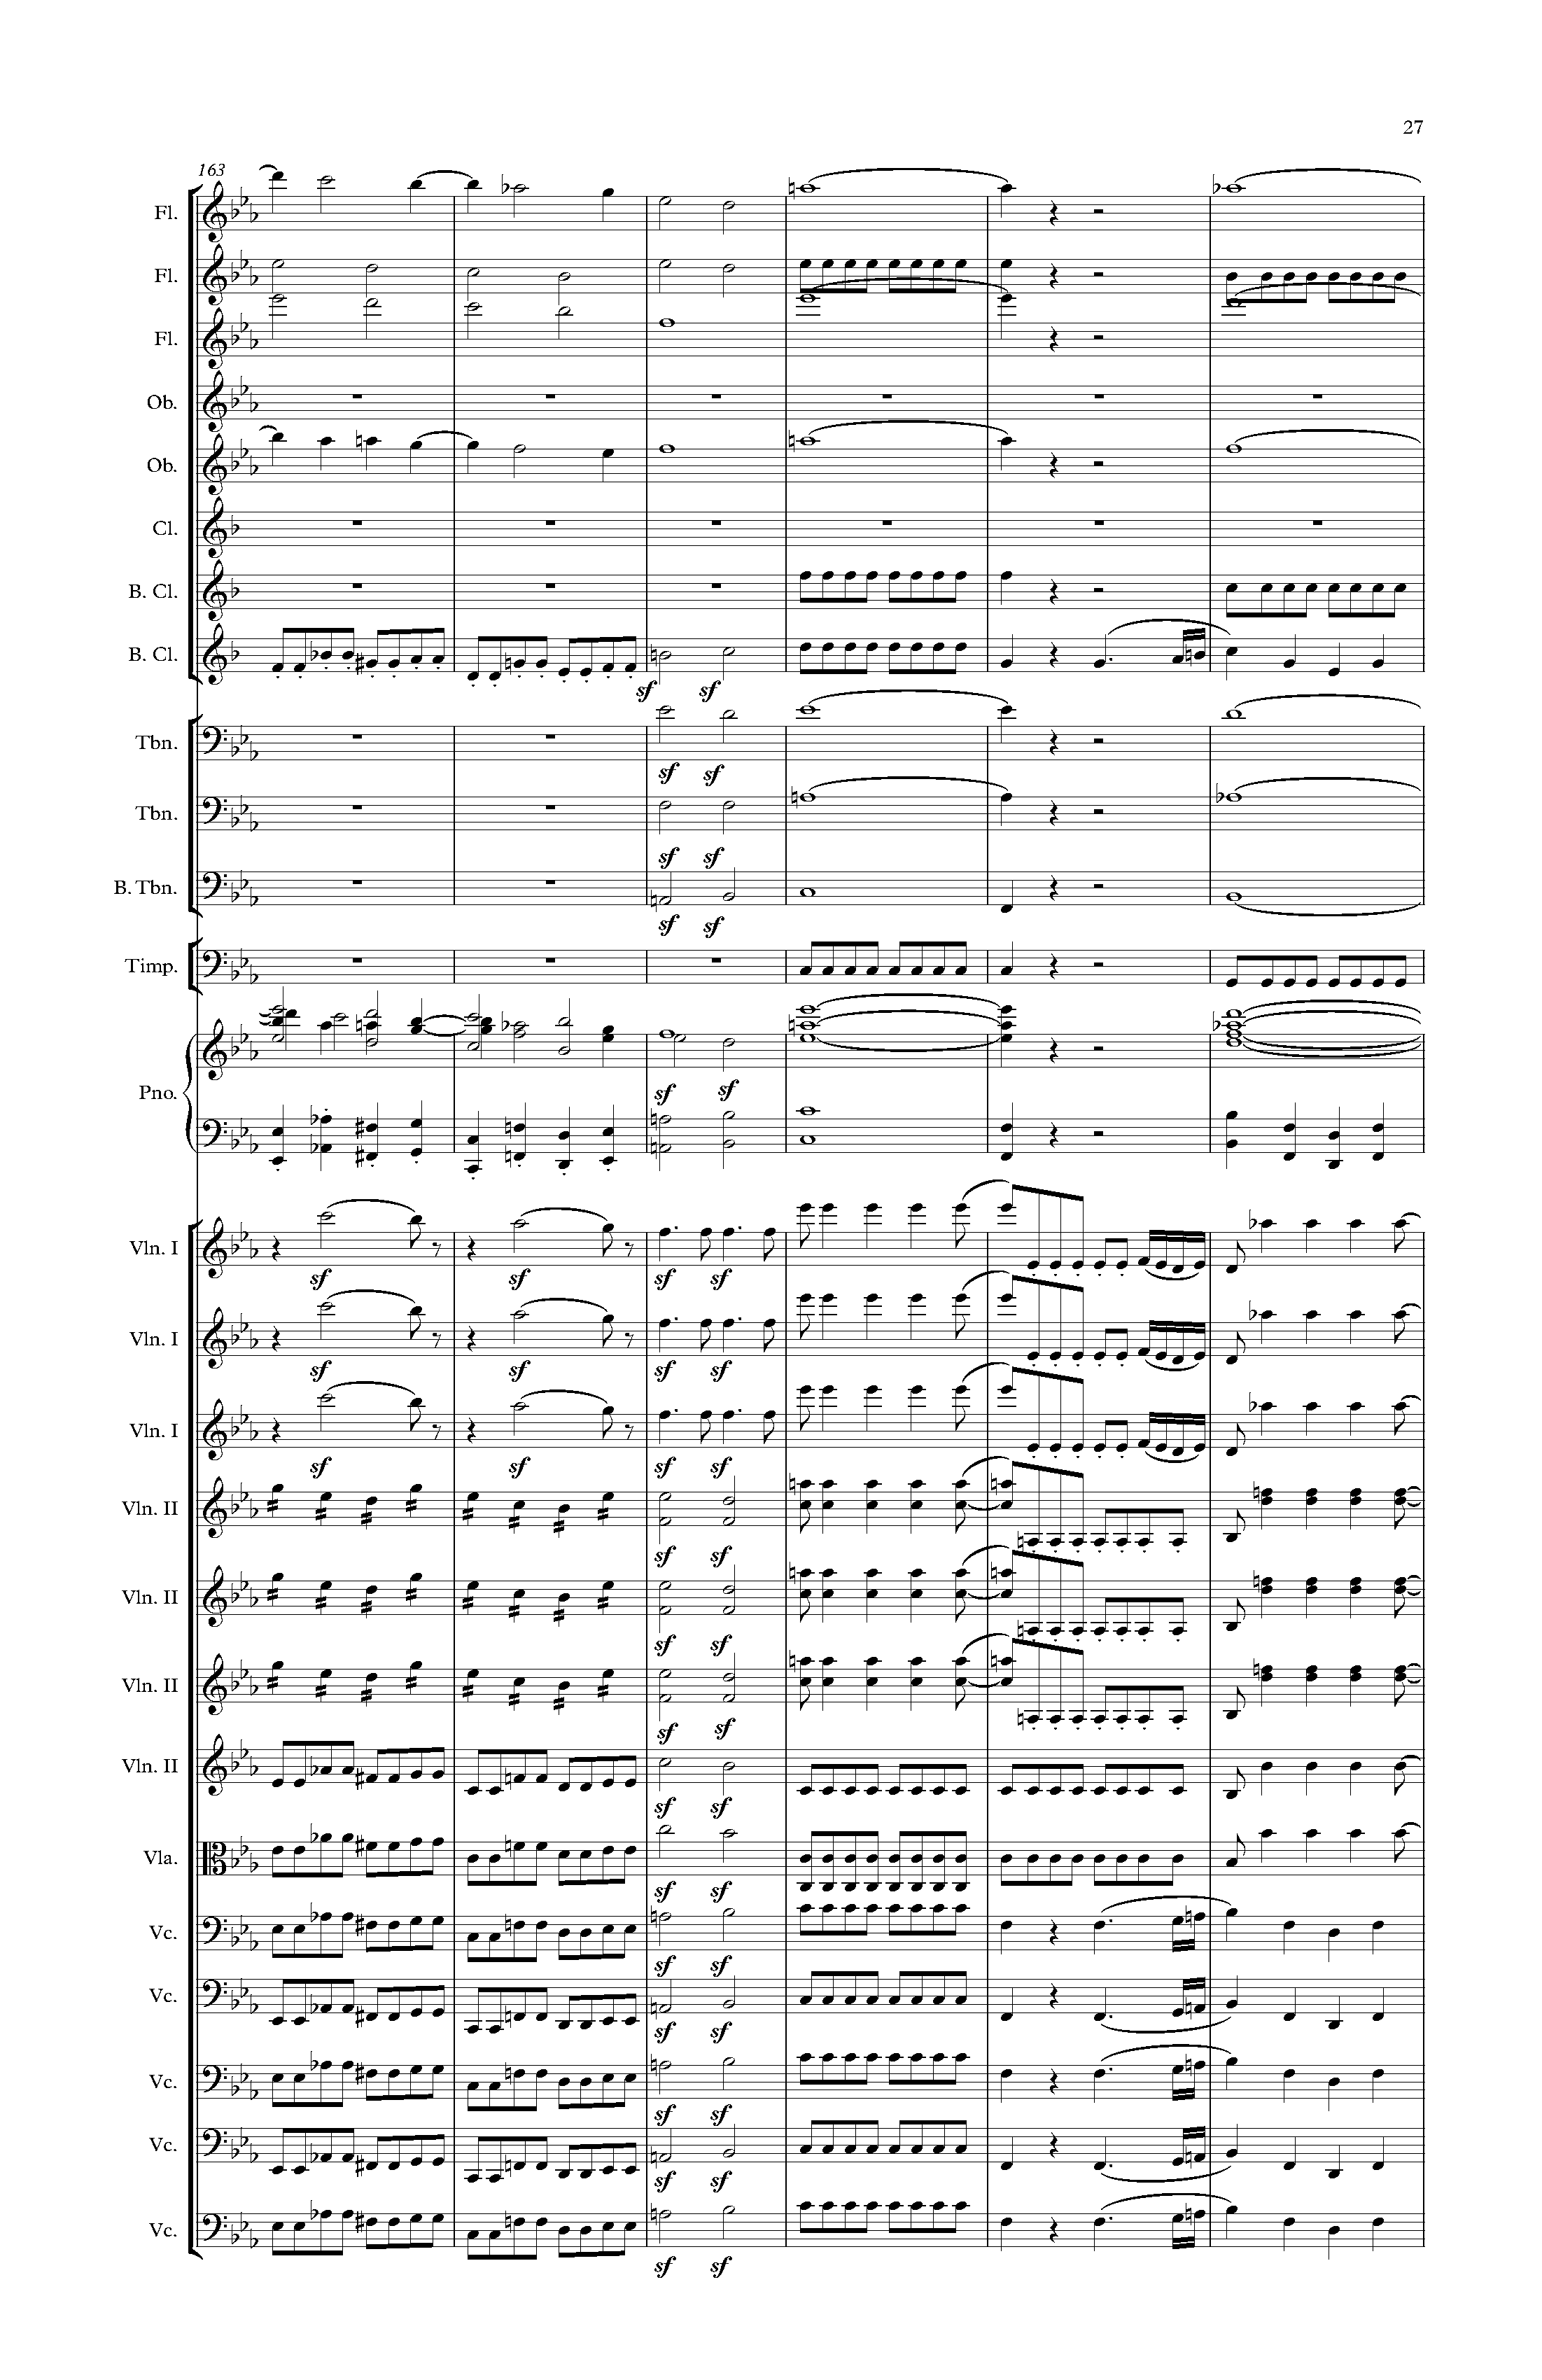 27
163
Fl.
Fl.
Fl.
Ob.
Ob.
Cl.
B. Cl.
B. Cl.
sf sf
Tbn.
sf sf
Tbn.
sf sf
B. Tbn.
sf sf
Timp.
Pno.
sf sf
Vln. I
sf sf sf sf
Vln. I
sf sf sf sf
Vln. I
sf sf sf sf
Vln. II
sf sf
Vln. II
sf sf
Vln. II
sf sf
Vln. II
sf sf
Vla.
sf sf
Vc.
sf sf
Vc.
sf sf
Vc.
sf sf
Vc.
sf sf
Vc.
sf sf